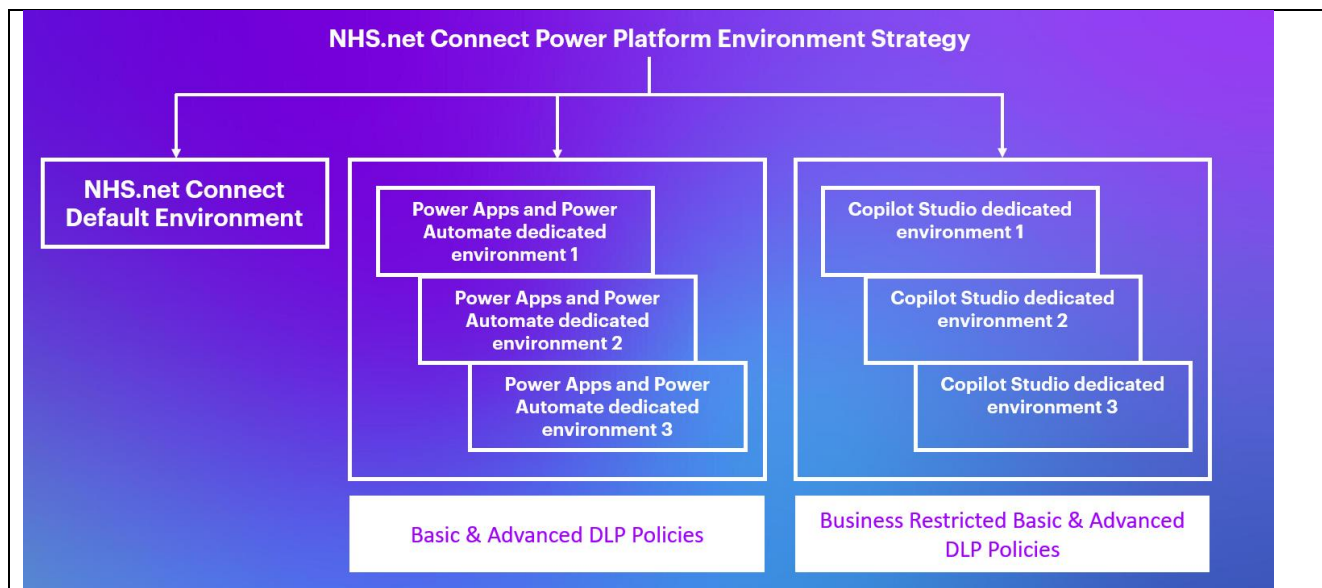 NHS.net Connect Power Platform Environment Strategy
NHS.net Connect
Default Environment
Power Apps and Power
Automate dedicated
environment 1
Power Apps and Power
Automate dedicated
environment 2
Power Apps and Power
Automate dedicated
environment 3
Basic & Advanced DLP Policies
Copilot Studio dedicated
environment 1
Copilot Studio dedicated
environment 2
Copilot Studio dedicated
environment 3
Business Restricted Basic & Advanced
DLP Policies